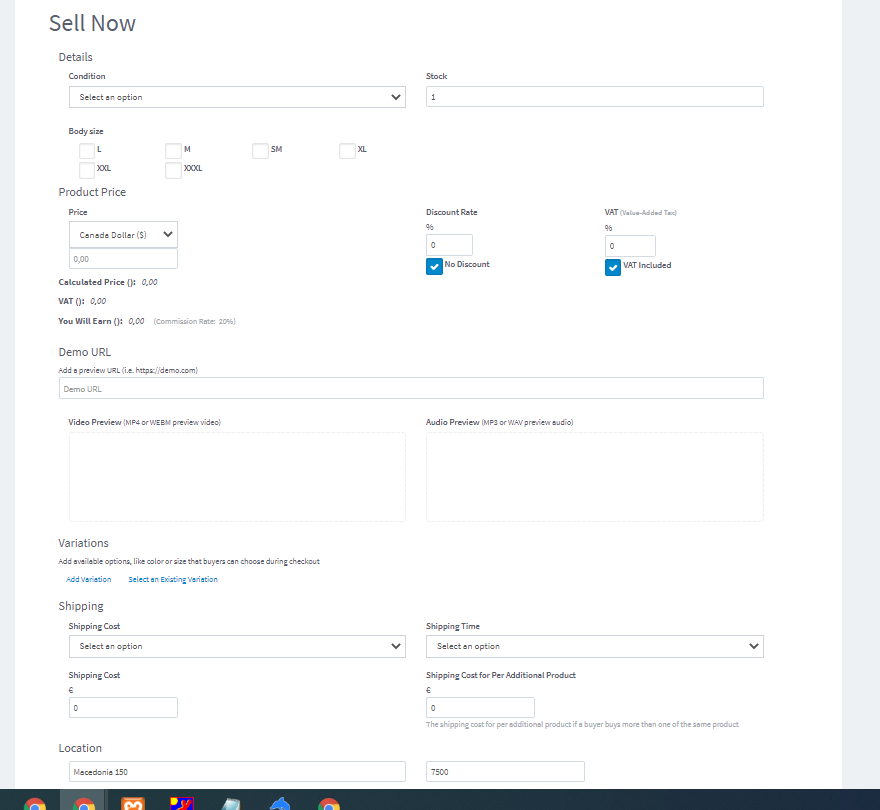 Sell Now
Details
Condition
Stock
Select an option
1
Body size
L
M
SM
XL
XXL
XXXL
Product Price
Price
Discount Rate
VAT (Value-Added Tax)
%
%
Canada Dollar ($)
0
0
0,00
No Discount
VAT Included
Calculated Price (): 0,00
VAT (): 0,00
You Will Earn (): 0,00 (Commission Rate: 20%)
Demo URL
Add a preview URL (i.e. https://demo.com)
Demo URL
Video Preview (MP4 or WEBM preview video)
Audio Preview (MP3 or WAV preview audio)
Variations
Add available options, like color or size that buyers can choose during checkout
Add Variation
Select an Existing Variation
Shipping
Shipping Cost
Shipping Time
Select an option
Select an option
Shipping Cost
Shipping Cost for Per Additional Product
€
€
0
0
The shipping cost for per additional product if a buyer buys more than one of the same product
Location
Macedonia 150
7500